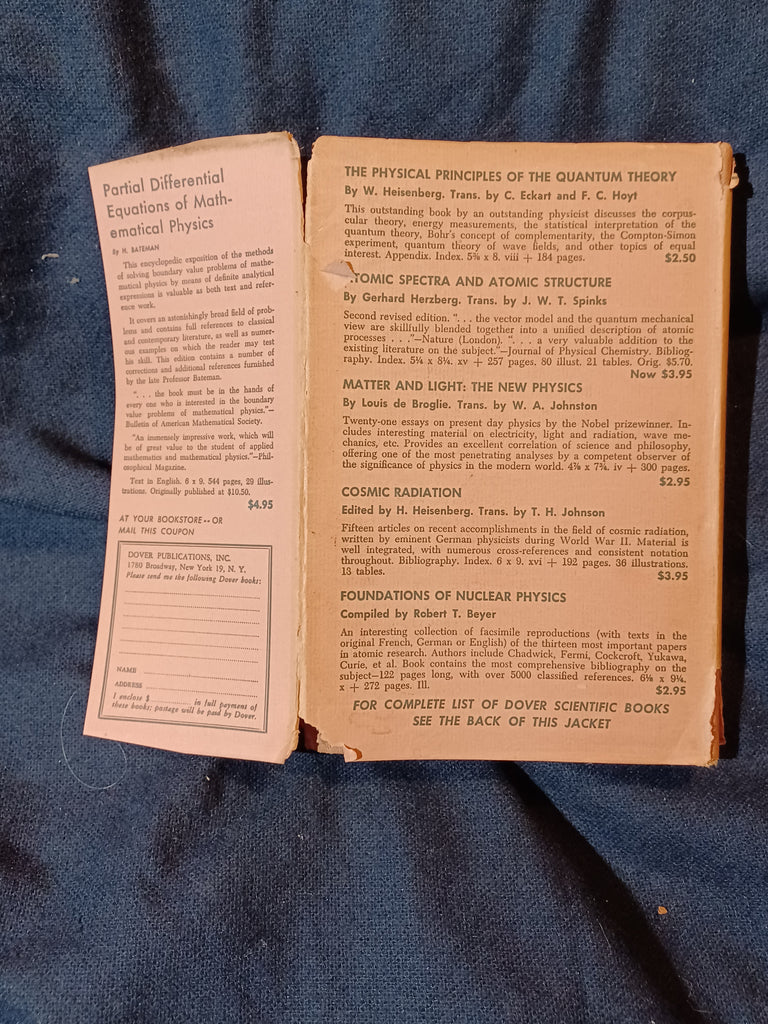 Partial Differential
Equations of Math-
ematical Physics
By H. BATEMAN
This encyclopedic exposition of the methods
of solving boundary value problems of mathe-
matical physics by means of definite analytical
expressions is valuable as both text and refer-
ence work.
It covers an astonishingly broad field of prob-
lems and contains full references to classical
and contemporary literature, as well as numer-
ous examples on which the reader may test
his skill. This edition contains a number of
corrections and additional references furnished
by the late Professor Bateman.
". . . the book must be in the hands of
every one who is interested in the boundary
value problems of mathematical physics."—
Bulletin of American Mathematical Society.
"An immensely impressive work, which will
be of great value to the student of applied
mathematics and mathematical physics."—Phil-
osophical Magazine.
Text in English. 6 x 9. 544 pages, 29 illus-
trations. Originally published at $10.50.
$4.95
AT YOUR BOOKSTORE -- OR
MAIL THIS COUPON
DOVER PUBLICATIONS, INC.
1780 Broadway, New York 19, N. Y.
Please send me the following Dover books:
NAME
ADDRESS
I enclose $ in full payment of
these books; postage will be paid by Dover.
THE PHYSICAL PRINCIPLES OF THE QUANTUM THEORY
By W. Heisenberg. Trans. by C. Eckart and F. C. Hoyt
This outstanding book by an outstanding physicist discusses the corpus-
cular theory, energy measurements, the statistical interpretation of the
quantum theory, Bohr's concept of complementarity, the Compton-Simon
experiment, quantum theory of wave fields, and other topics of equal
interest. Appendix. Index. 5⅜ x 8. viii + 184 pages. $2.50
TOMIC SPECTRA AND ATOMIC STRUCTURE
By Gerhard Herzberg. Trans. by J. W. T. Spinks
Second revised edition. ". . . the vector model and the quantum mechanical
view are skillfully blended together into a unified description of atomic
processes . . ."—Nature (London). ". . . a very valuable addition to the
existing literature on the subject."—Journal of Physical Chemistry. Bibliog-
raphy. Index. 5¼ x 8¼. xv + 257 pages. 80 illust. 21 tables. Orig. $5.70.
Now $3.95
MATTER AND LIGHT: THE NEW PHYSICS
By Louis de Broglie. Trans. by W. A. Johnston
Twenty-one essays on present day physics by the Nobel prizewinner. In-
cludes interesting material on electricity, light and radiation, wave me-
chanics, etc. Provides an excellent correlation of science and philosophy,
offering one of the most penetrating analyses by a competent observer of
the significance of physics in the modern world. 4⅞ x 7¼. iv + 300 pages.
$2.95
COSMIC RADIATION
Edited by H. Heisenberg. Trans. by T. H. Johnson
Fifteen articles on recent accomplishments in the field of cosmic radiation,
written by eminent German physicists during World War II. Material is
well integrated, with numerous cross-references and consistent notation
throughout. Bibliography. Index. 6 x 9. xvi + 192 pages. 36 illustrations.
13 tables. $3.95
FOUNDATIONS OF NUCLEAR PHYSICS
Compiled by Robert T. Beyer
An interesting collection of facsimile reproductions (with texts in the
original French, German or English) of the thirteen most important papers
in atomic research. Authors include Chadwick, Fermi, Cockcroft, Yukawa,
Curie, et al. Book contains the most comprehensive bibliography on the
subject—122 pages long, with over 5000 classified references. 6⅛ x 9¼.
x + 272 pages. Ill. $2.95
FOR COMPLETE LIST OF DOVER SCIENTIFIC BOOKS
SEE THE BACK OF THIS JACKET